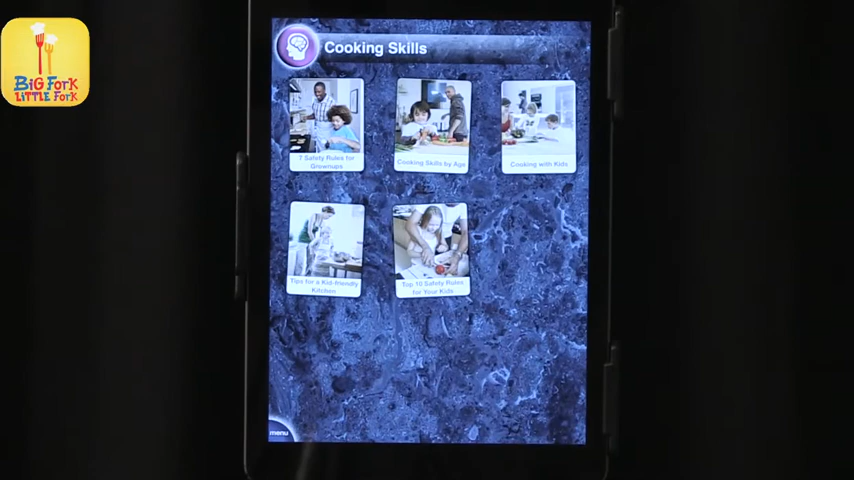 BiG FoRK
LiTTLE FoRK
Cooking Skills
7 Safety Rules for
Grownups
Cooking Skills by Age
Cooking with Kids
Tips for a Kid-friendly
Kitchen
Top 10 Safety Rules
for Your Kids
menu